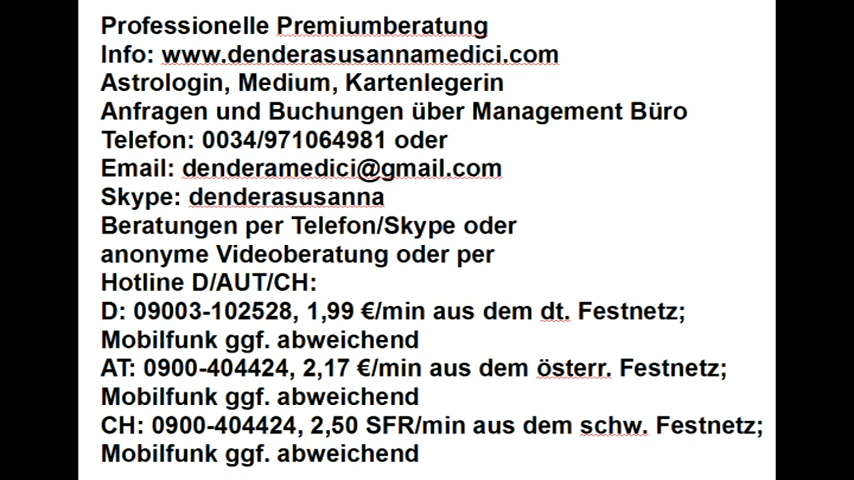 Professionelle Premiumberatung
Info: www.denderasusannamedici.com
Astrologin, Medium, Kartenlegerin
Anfragen und Buchungen über Management Büro
Telefon: 0034/971064981 oder
Email: denderamedici@gmail.com
Skype: denderasusanna
Beratungen per Telefon/Skype oder
anonyme Videoberatung oder per
Hotline D/AUT/CH:
D: 09003-102528, 1,99 €/min aus dem dt. Festnetz;
Mobilfunk ggf. abweichend
AT: 0900-404424, 2,17 €/min aus dem österr. Festnetz;
Mobilfunk ggf. abweichend
CH: 0900-404424, 2,50 SFR/min aus dem schw. Festnetz;
Mobilfunk ggf. abweichend